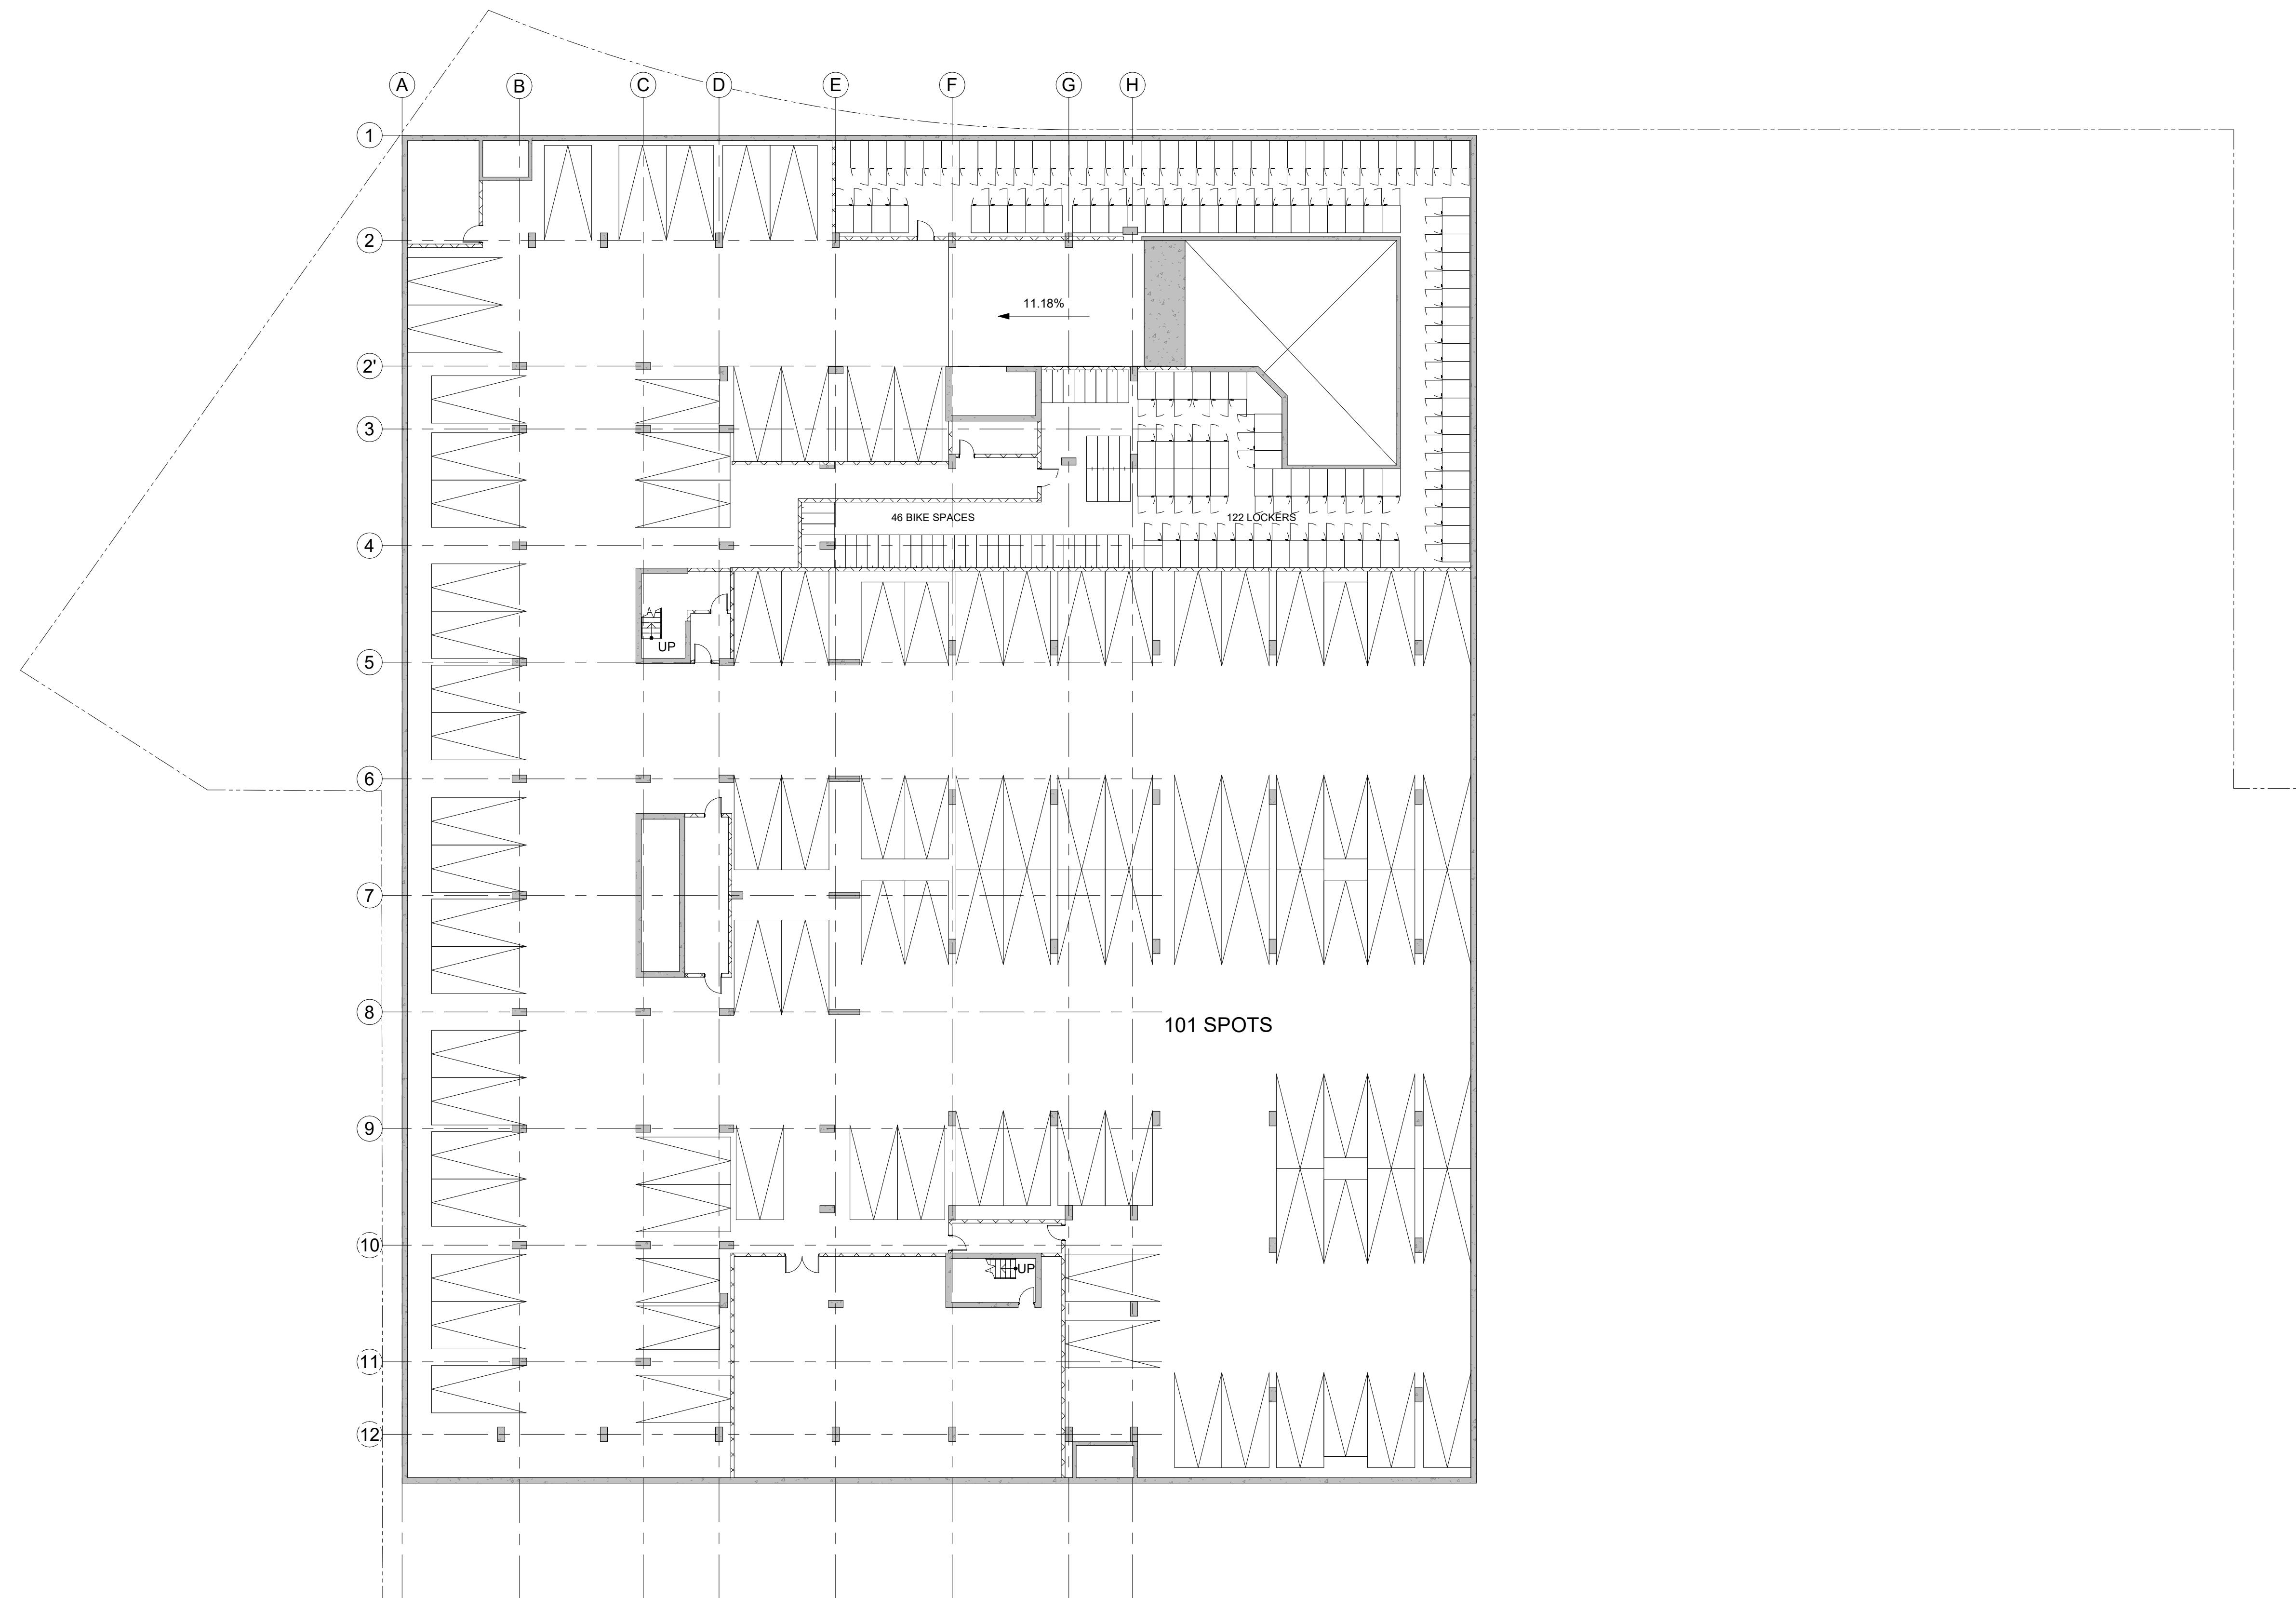 A
B
C
D
E
F
G
H
1
2
11.18%
2'
3
46 BIKE SPACES
122 LOCKERS
4
UP
5
6
7
8
101 SPOTS
9
10
UP
11
12